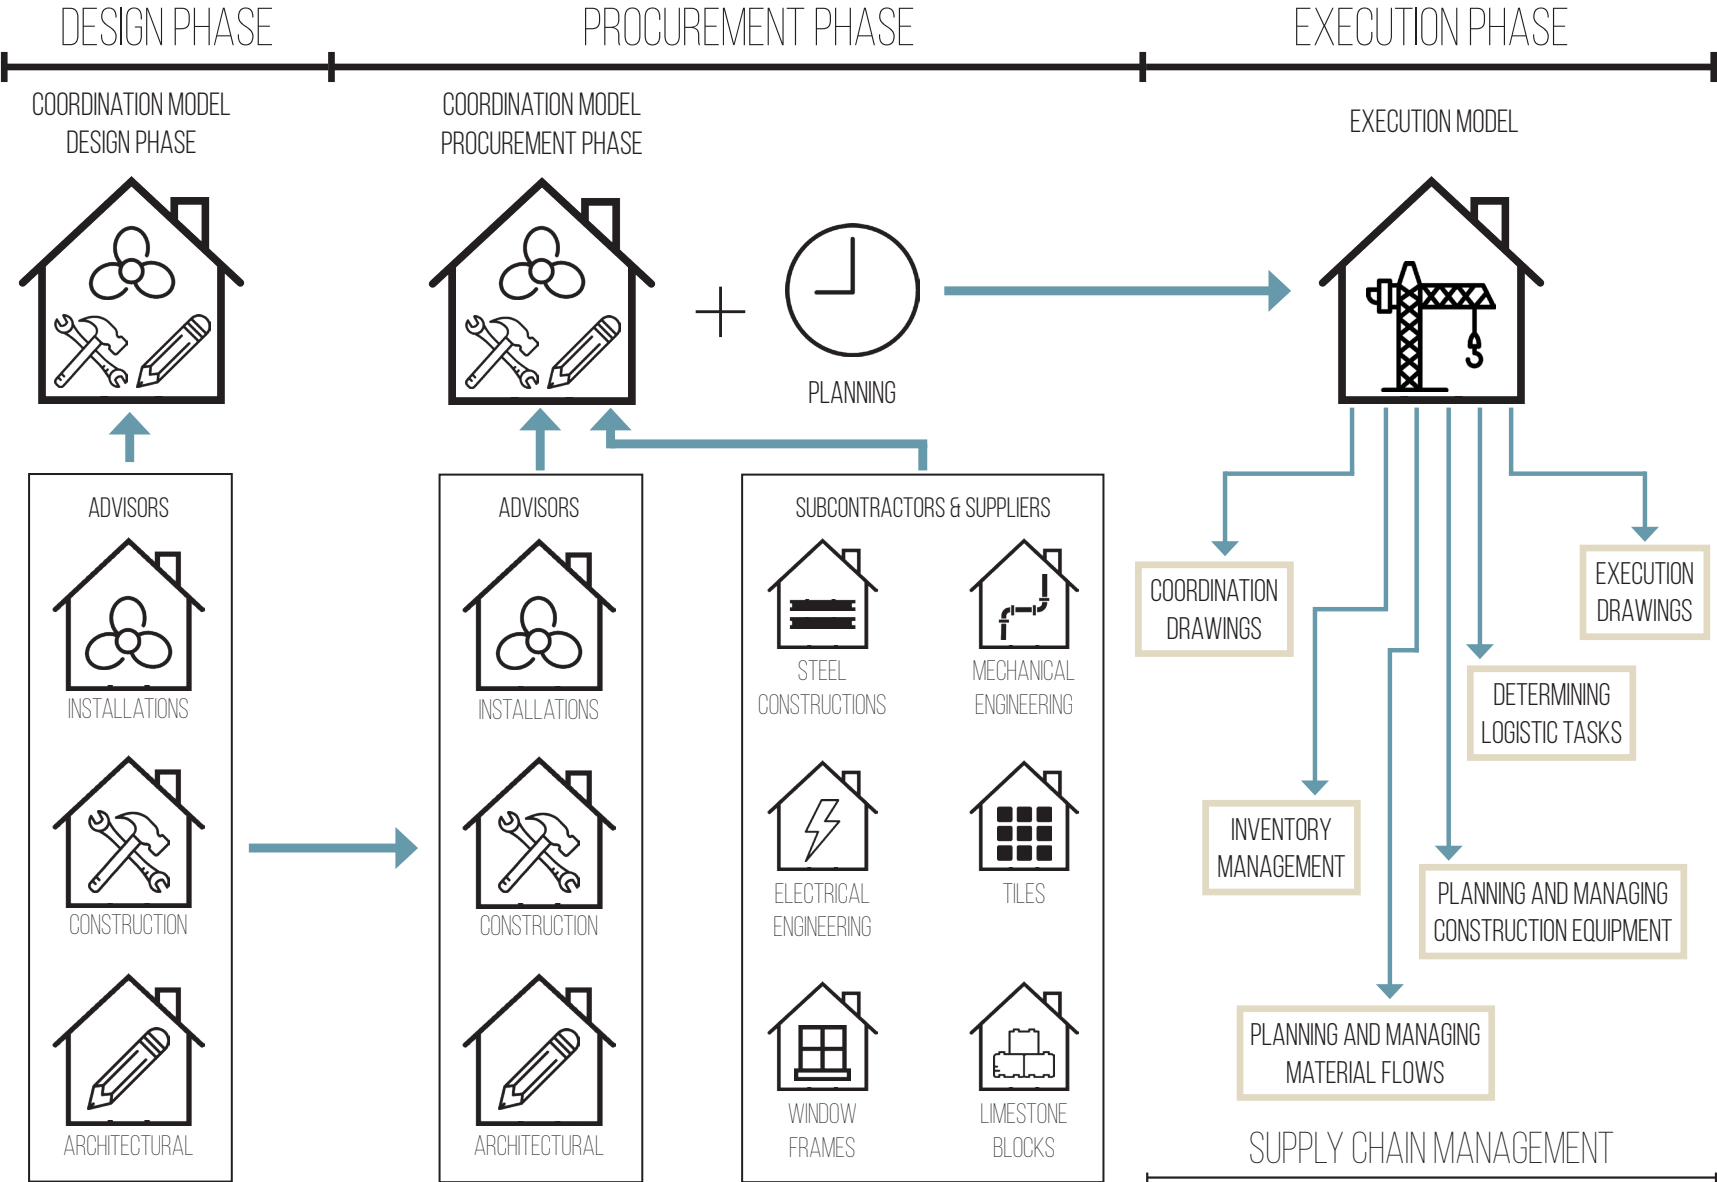 DESIGN PHASE
PROCUREMENT PHASE
EXECUTION PHASE
COORDINATION MODEL
DESIGN PHASE
COORDINATION MODEL
PROCUREMENT PHASE
EXECUTION MODEL
PLANNING
ADVISORS
INSTALLATIONS
CONSTRUCTION
ARCHITECTURAL
ADVISORS
INSTALLATIONS
CONSTRUCTION
ARCHITECTURAL
SUBCONTRACTORS & SUPPLIERS
STEEL
CONSTRUCTIONS
MECHANICAL
ENGINEERING
ELECTRICAL
ENGINEERING
TILES
WINDOW
FRAMES
LIMESTONE
BLOCKS
COORDINATION
DRAWINGS
EXECUTION
DRAWINGS
DETERMINING
LOGISTIC TASKS
INVENTORY
MANAGEMENT
PLANNING AND MANAGING
CONSTRUCTION EQUIPMENT
PLANNING AND MANAGING
MATERIAL FLOWS
SUPPLY CHAIN MANAGEMENT